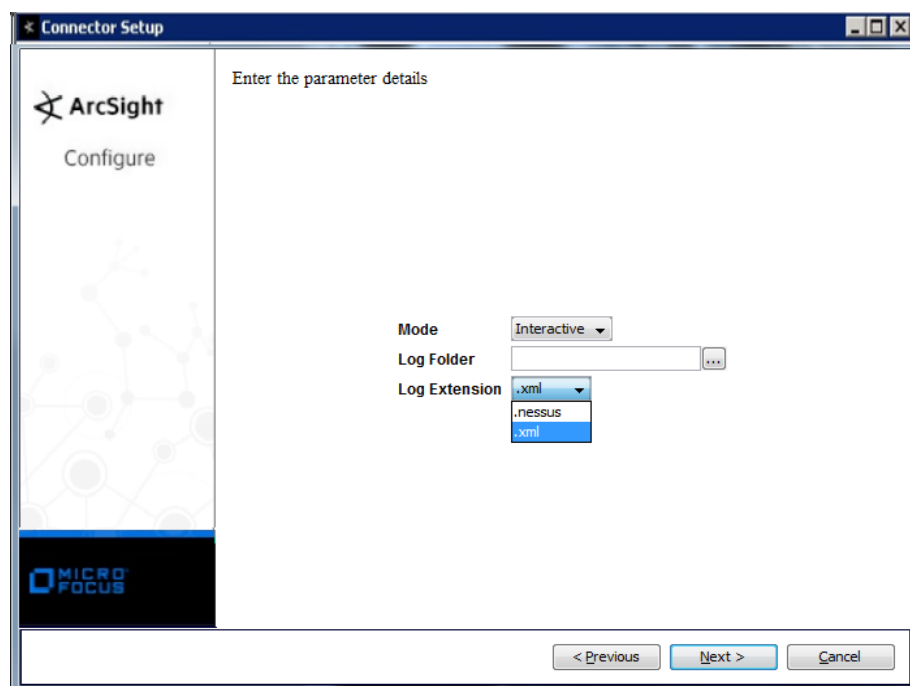 Connector Setup
Enter the parameter details
ArcSight
Configure
Mode Interactive
Log Folder ...
Log Extension .xml
.nessus
.xml
MICRO
FOCUS
< Previous Next > Cancel